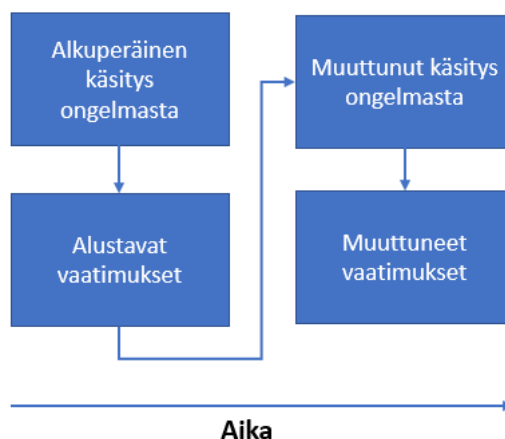 Alkuperäinen
käsitys
ongelmasta
Alustavat
vaatimukset
Muuttunut käsitys
ongelmasta
Muuttuneet
vaatimukset
Aika